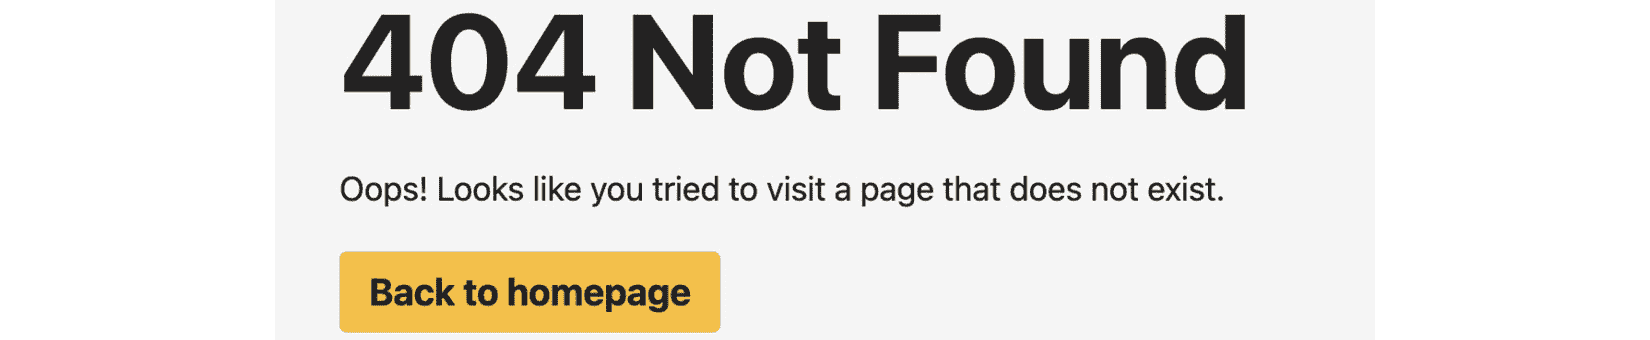 404 Not Found
Oops! Looks like you tried to visit a page that does not exist.
Back to homepage